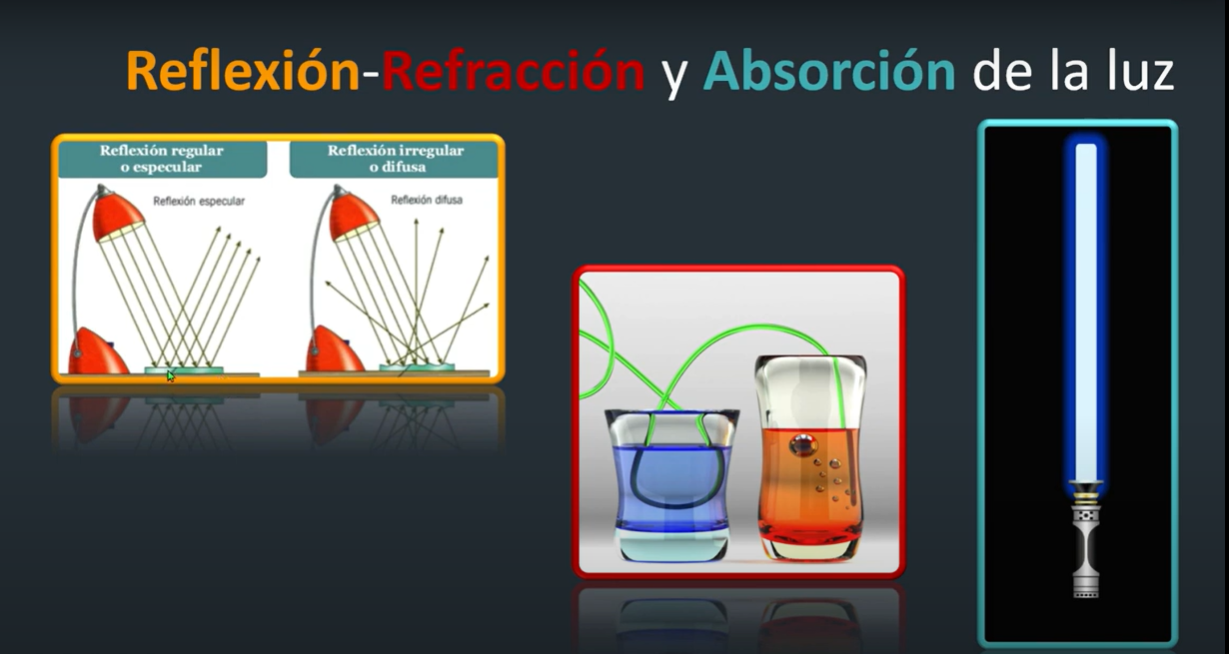 Reflexión-Refracción y Absorción de la luz
Reflexión regular
o especular
Reflexión especular
Reflexión irregular
o difusa
Reflexión difusa